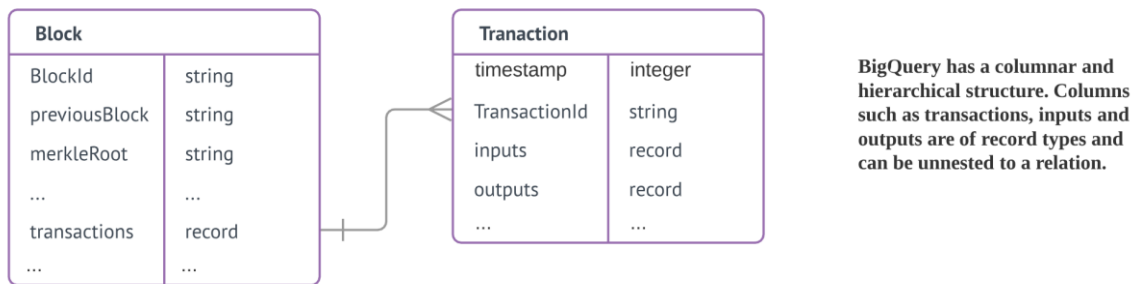 Block
BlockId string
previousBlock string
merkleRoot string
... ...
transactions record
... ...
Tranaction
timestamp integer
TransactionId string
inputs record
outputs record
... ...
BigQuery has a columnar and
hierarchical structure. Columns
such as transactions, inputs and
outputs are of record types and
can be unnested to a relation.